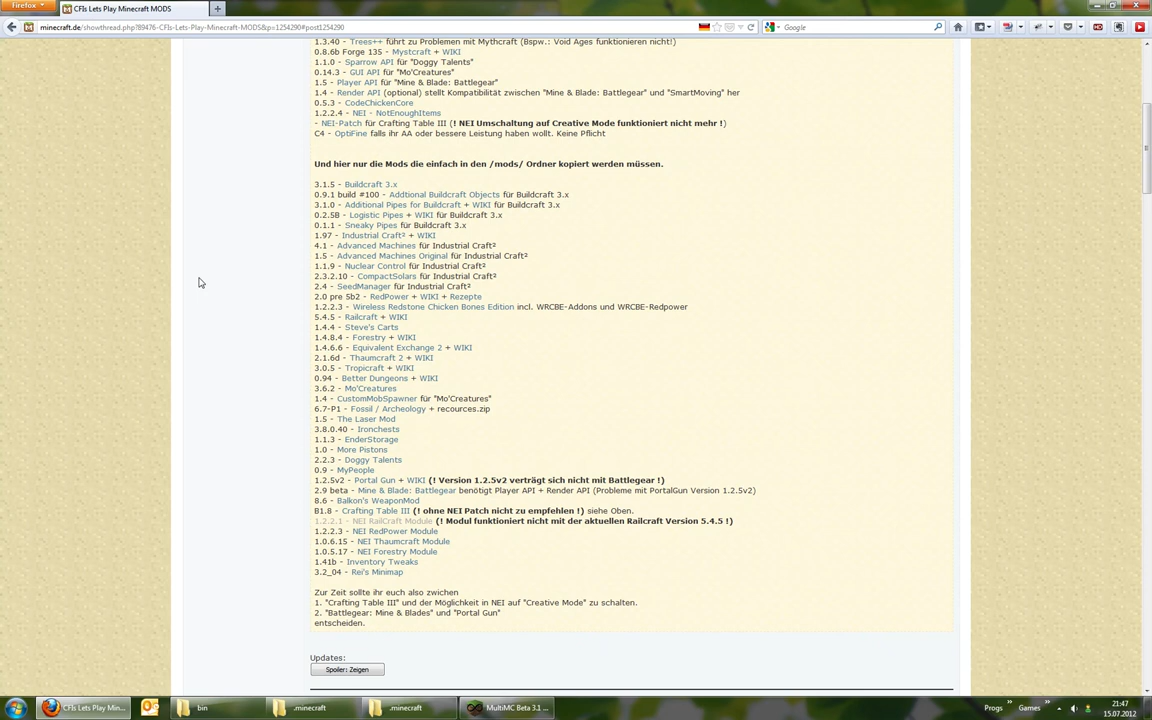 Firefox
CFIs Lets Play Minecraft MODS
minecraft.de/showthread.php?89476-CFIs-Lets-Play-Minecraft-MODS&p=1254290#post1254290
Google
1.3.40 - Trees++ führt zu Problemen mit Mythcraft (Bspw.: Void Ages funktionieren nicht!)
0.8.6b Forge 135 - Mystcraft + WIKI
1.1.0 - Sparrow API für "Doggy Talents"
0.14.3 - GUI API für "Mo'Creatures"
1.5 - Player API für "Mine & Blade: Battlegear"
1.4 - Render API (optional) stellt Kompatibilität zwischen "Mine & Blade: Battlegear" und "SmartMoving" her
0.5.3 - CodeChickenCore
1.2.2.4 - NEI - NotEnoughItems
- NEI-Patch für Crafting Table III (! NEI Umschaltung auf Creative Mode funktioniert nicht mehr !)
C4 - OptiFine falls ihr AA oder bessere Leistung haben wollt. Keine Pflicht
Und hier nur die Mods die einfach in den /mods/ Ordner kopiert werden müssen.
3.1.5 - Buildcraft 3.x
0.9.1 build #100 - Addtional Buildcraft Objects für Buildcraft 3.x
3.1.0 - Additional Pipes for Buildcraft + WIKI für Buildcraft 3.x
0.2.5B - Logistic Pipes + WIKI für Buildcraft 3.x
0.1.1 - Sneaky Pipes für Buildcraft 3.x
1.97 - Industrial Craft² + WIKI
4.1 - Advanced Machines für Industrial Craft²
1.5 - Advanced Machines Original für Industrial Craft²
1.1.9 - Nuclear Control für Industrial Craft²
2.3.2.10 - CompactSolars für Industrial Craft²
2.4 - SeedManager für Industrial Craft²
2.0 pre 5b2 - RedPower + WIKI + Rezepte
1.2.2.3 - Wireless Redstone Chicken Bones Edition incl. WRCBE-Addons und WRCBE-Redpower
5.4.5 - Railcraft + WIKI
1.4.4 - Steve's Carts
1.4.8.4 - Forestry + WIKI
1.4.6.6 - Equivalent Exchange 2 + WIKI
2.1.6d - Thaumcraft 2 + WIKI
3.0.5 - Tropicraft + WIKI
0.94 - Better Dungeons + WIKI
3.6.2 - Mo'Creatures
1.4 - CustomMobSpawner für "Mo'Creatures"
6.7-P1 - Fossil / Archeology + recources.zip
1.5 - The Laser Mod
3.8.0.40 - Ironchests
1.1.3 - EnderStorage
1.0 - More Pistons
2.2.3 - Doggy Talents
0.9 - MyPeople
1.2.5v2 - Portal Gun + WIKI (! Version 1.2.5v2 verträgt sich nicht mit Battlegear !)
2.9 beta - Mine & Blade: Battlegear benötigt Player API + Render API (Probleme mit PortalGun Version 1.2.5v2)
8.6 - Balkon's WeaponMod
B1.8 - Crafting Table III (! ohne NEI Patch nicht zu empfehlen !) siehe Oben.
1.2.2.1 - NEI RailCraft Module (! Modul funktioniert nicht mit der aktuellen Railcraft Version 5.4.5 !)
1.2.2.3 - NEI RedPower Module
1.0.6.15 - NEI Thaumcraft Module
1.0.5.17 - NEI Forestry Module
1.41b - Inventory Tweaks
3.2_04 - Rei's Minimap
Zur Zeit sollte ihr euch also zwichen
1. "Crafting Table III" und der Möglichkeit in NEI auf "Creative Mode" zu schalten.
2. "Battlegear: Mine & Blades" und "Portal Gun"
entscheiden.
Updates:
Spoiler: Zeigen
CFIs Lets Play Min...
bin
.minecraft
.minecraft
MultiMC Beta 3.1 ...
Progs
Games
21:47
15.07.2012